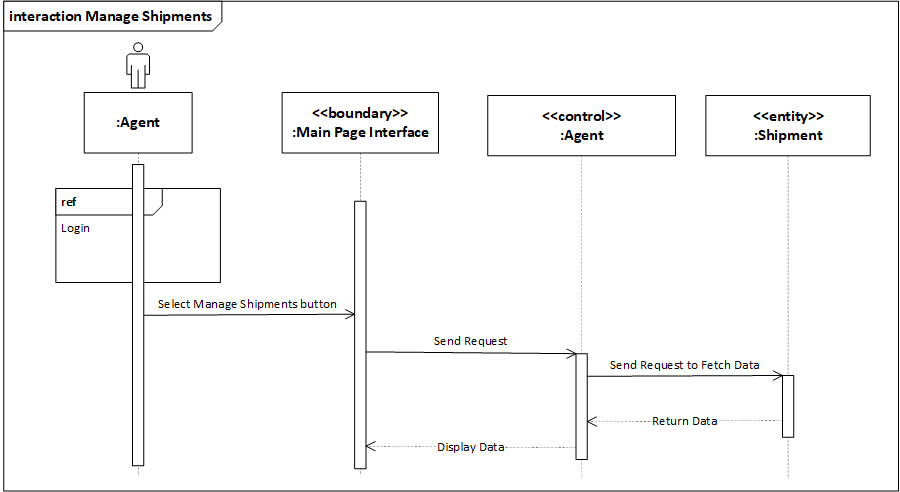 interaction Manage Shipments
:Agent
<<boundary>>
:Main Page Interface
<<control>>
:Agent
<<entity>>
:Shipment
ref
Login
Select Manage Shipments button
Send Request
Send Request to Fetch Data
Return Data
Display Data